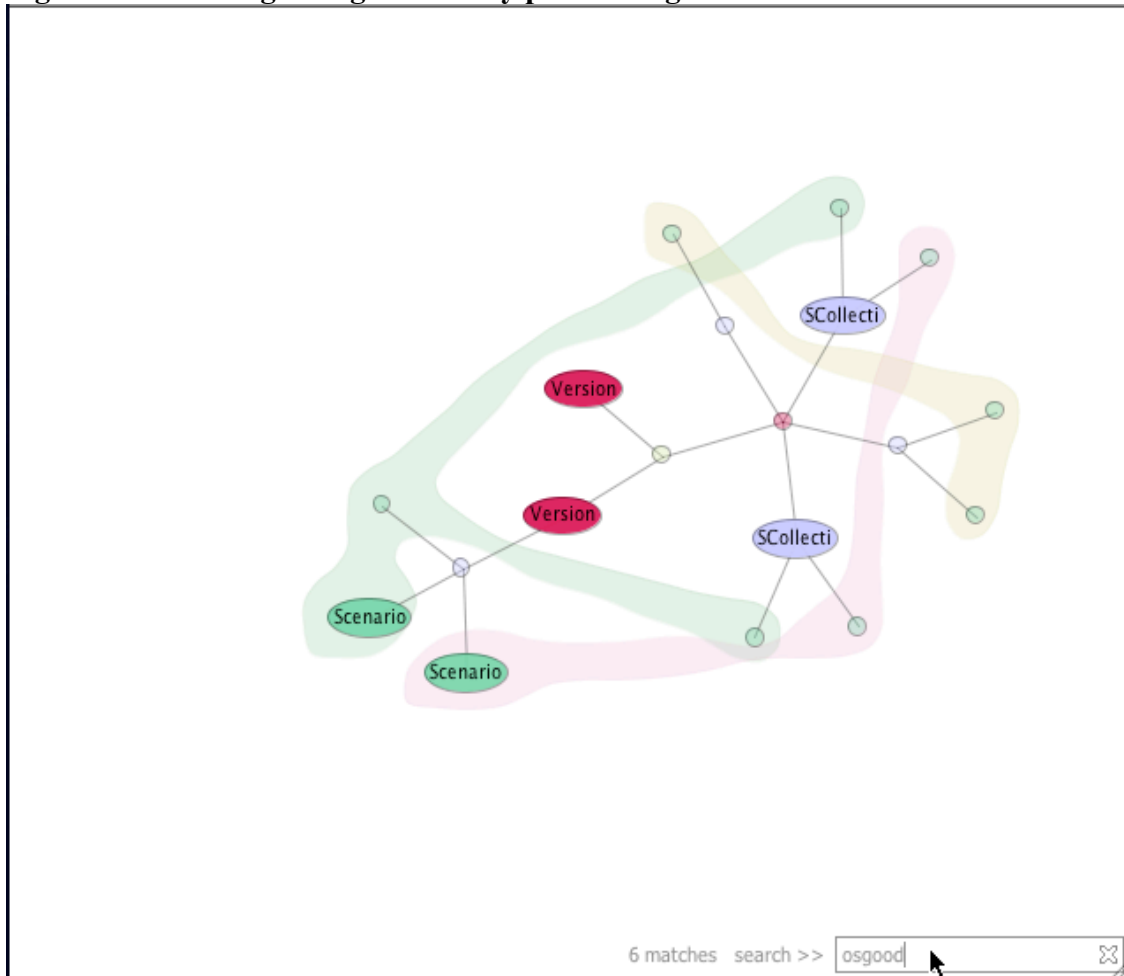 SCollecti
Version
Version
SCollecti
Scenario
Scenario
6 matches search >> osgood